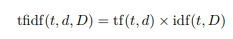 tfidf(t, d, D) = tf(t, d) × idf(t, D)